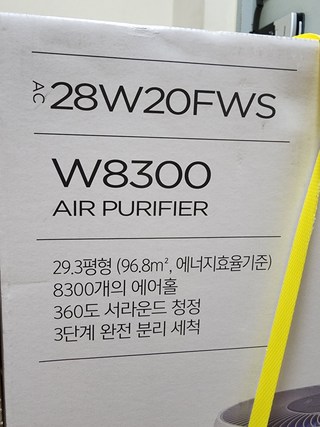 AC 28W20FWS
W8300
AIR PURIFIER
29.3평형 (96.8m², 에너지효율기준)
8300개의 에어홀
360도 서라운드 청정
3단계 완전 분리 세척